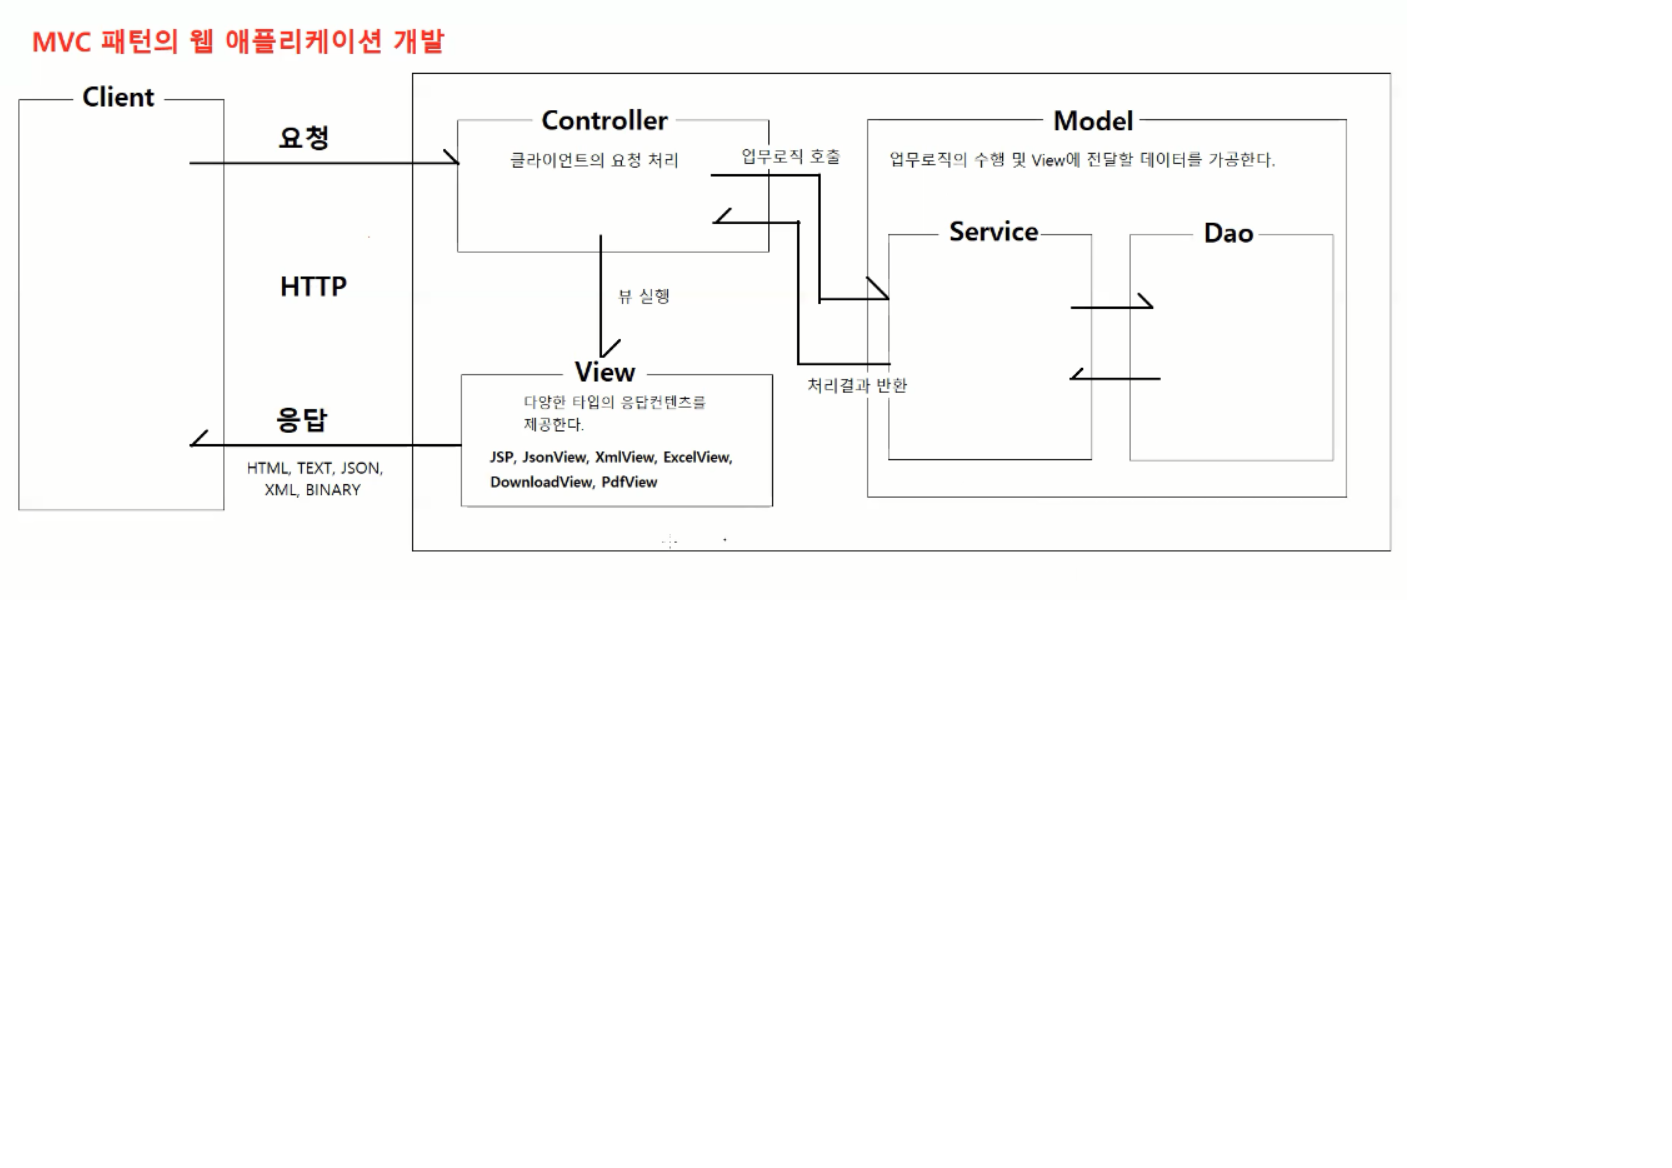 MVC 패턴의 웹 애플리케이션 개발
Client
요청
HTTP
응답
HTML, TEXT, JSON,
XML, BINARY
Controller
클라이언트의 요청 처리
업무로직 호출
뷰 실행
View
다양한 타입의 응답컨텐츠를
제공한다.
JSP, JsonView, XmlView, ExcelView,
DownloadView, PdfView
처리결과 반환
Model
업무로직의 수행 및 View에 전달할 데이터를 가공한다.
Service
Dao